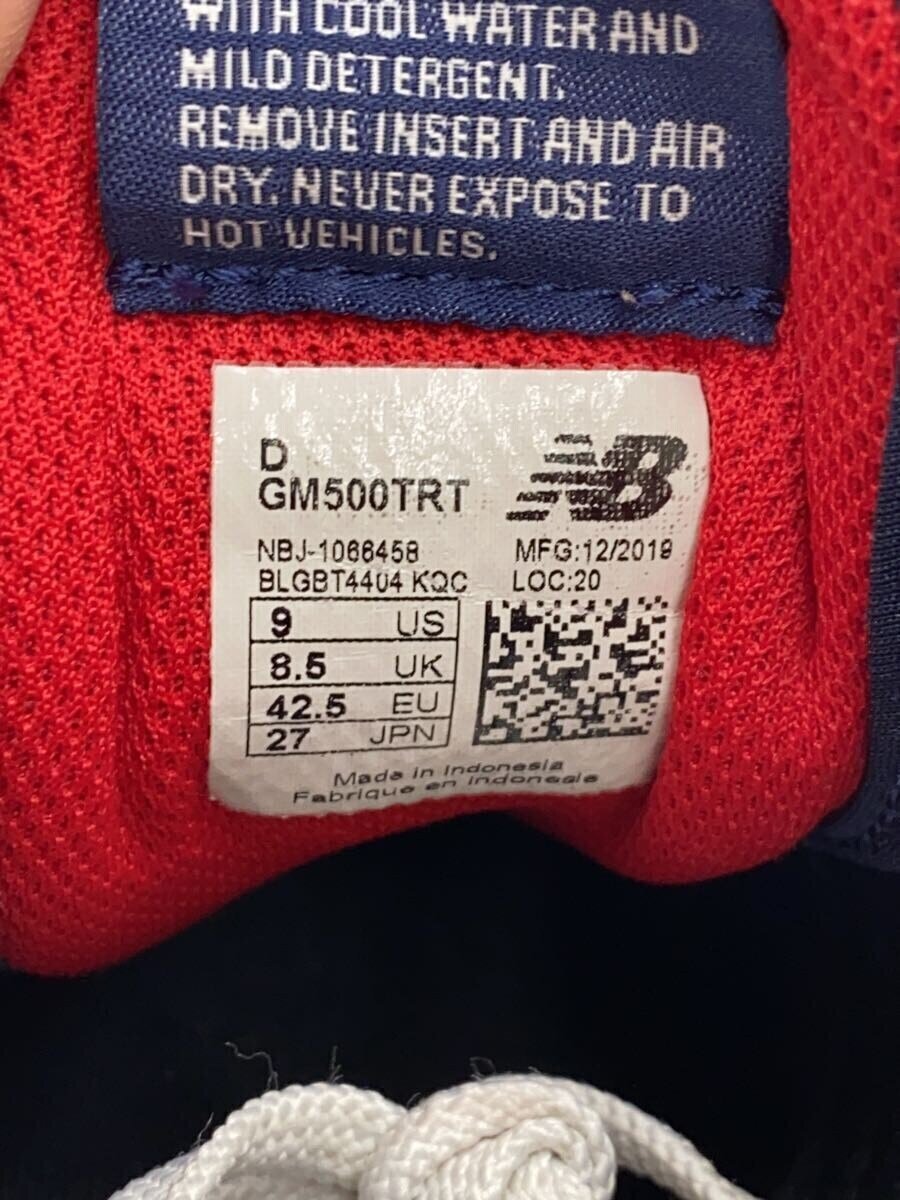 WITH COOL WATER AND
MILD DETERGENT.
REMOVE INSERT AND AIR
DRY. NEVER EXPOSE TO
HOT VEHICLES.
D
GM500TRT
NB
NBJ-1066458
MFG:12/2019
BLGBT4404 KQC
LOC:20
9 US
8.5 UK
42.5 EU
27 JPN
Made in Indonesia
Fabrique en Indonesie